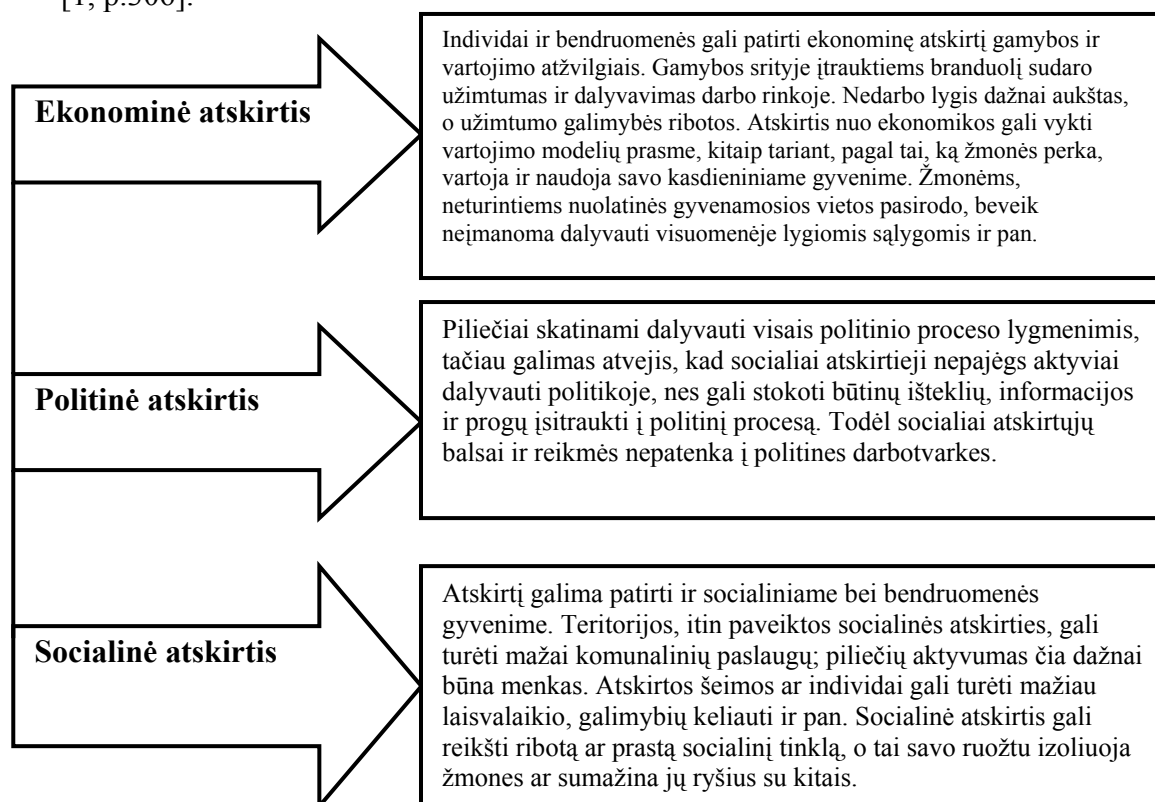 [1, p.306].
Ekonominė atskirtis
Individai ir bendruomenės gali patirti ekonominę atskirtį gamybos ir
vartojimo atžvilgiais. Gamybos srityje įtrauktiems branduolį sudaro
užimtumas ir dalyvavimas darbo rinkoje. Nedarbo lygis dažnai aukštas,
o užimtumo galimybės ribotos. Atskirtis nuo ekonomikos gali vykti
vartojimo modelių prasme, kitaip tariant, pagal tai, ką žmonės perka,
vartoja ir naudoja savo kasdieniniame gyvenime. Žmonėms,
neturintiems nuolatinės gyvenamosios vietos pasirodo, beveik
neįmanoma dalyvauti visuomenėje lygiomis sąlygomis ir pan.
Politinė atskirtis
Piliečiai skatinami dalyvauti visais politinio proceso lygmenimis,
tačiau galimas atvejis, kad socialiai atskirtieji nepajėgs aktyviai
dalyvauti politikoje, nes gali stokoti būtinų išteklių, informacijos
ir progų įsitraukti į politinį procesą. Todėl socialiai atskirtųjų
balsai ir reikmės nepatenka į politines darbotvarkes.
Socialinė atskirtis
Atskirtį galima patirti ir socialiniame bei bendruomenės
gyvenime. Teritorijos, itin paveiktos socialinės atskirties, gali
turėti mažai komunalinių paslaugų; piliečių aktyvumas čia dažnai
būna menkas. Atskirtos šeimos ar individai gali turėti mažiau
laisvalaikio, galimybių keliauti ir pan. Socialinė atskirtis gali
reikšti ribotą ar prastą socialinį tinklą, o tai savo ruožtu izoliuoja
žmones ar sumažina jų ryšius su kitais.